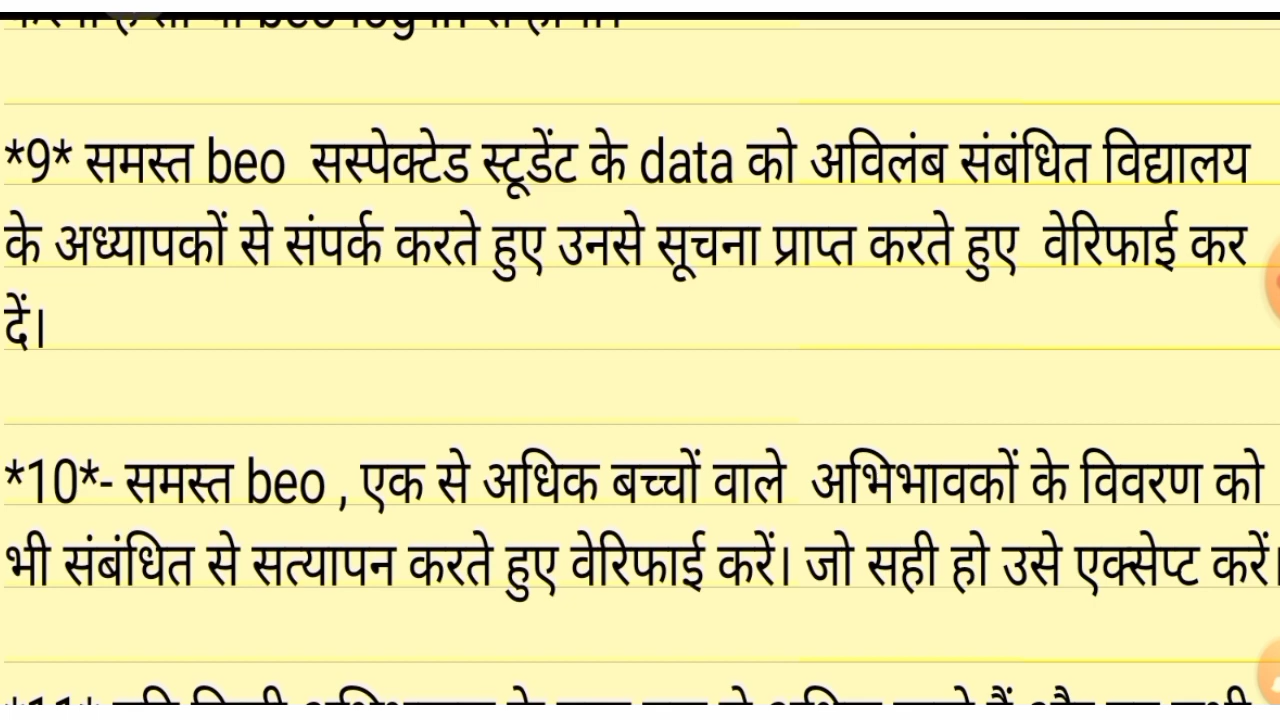 *9* समस्त beo  सस्पेक्टेड स्टूडेंट के data को अविलंब संबंधित विद्यालय
के अध्यापकों से संपर्क करते हुए उनसे सूचना प्राप्त करते हुए  वेरिफाई कर
दें।
*10*- समस्त beo , एक से अधिक बच्चों वाले  अभिभावकों के विवरण को
भी संबंधित से सत्यापन करते हुए वेरिफाई करें। जो सही हो उसे एक्सेप्ट करें।